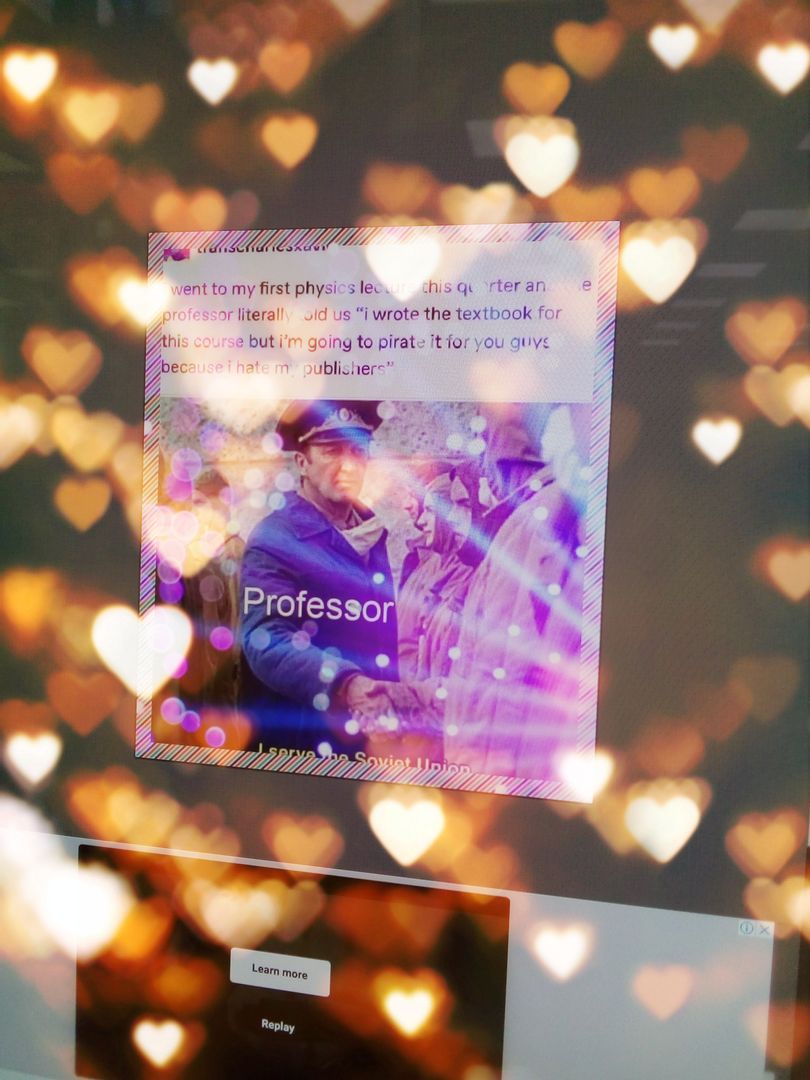 went to my first physics lecture this quarter an
professor literally told us “i wrote the textbook for
this course but i’m going to pirate it for you guys
because i hate my publishers”
Professor
I serve the Soviet Union
Learn more
Replay